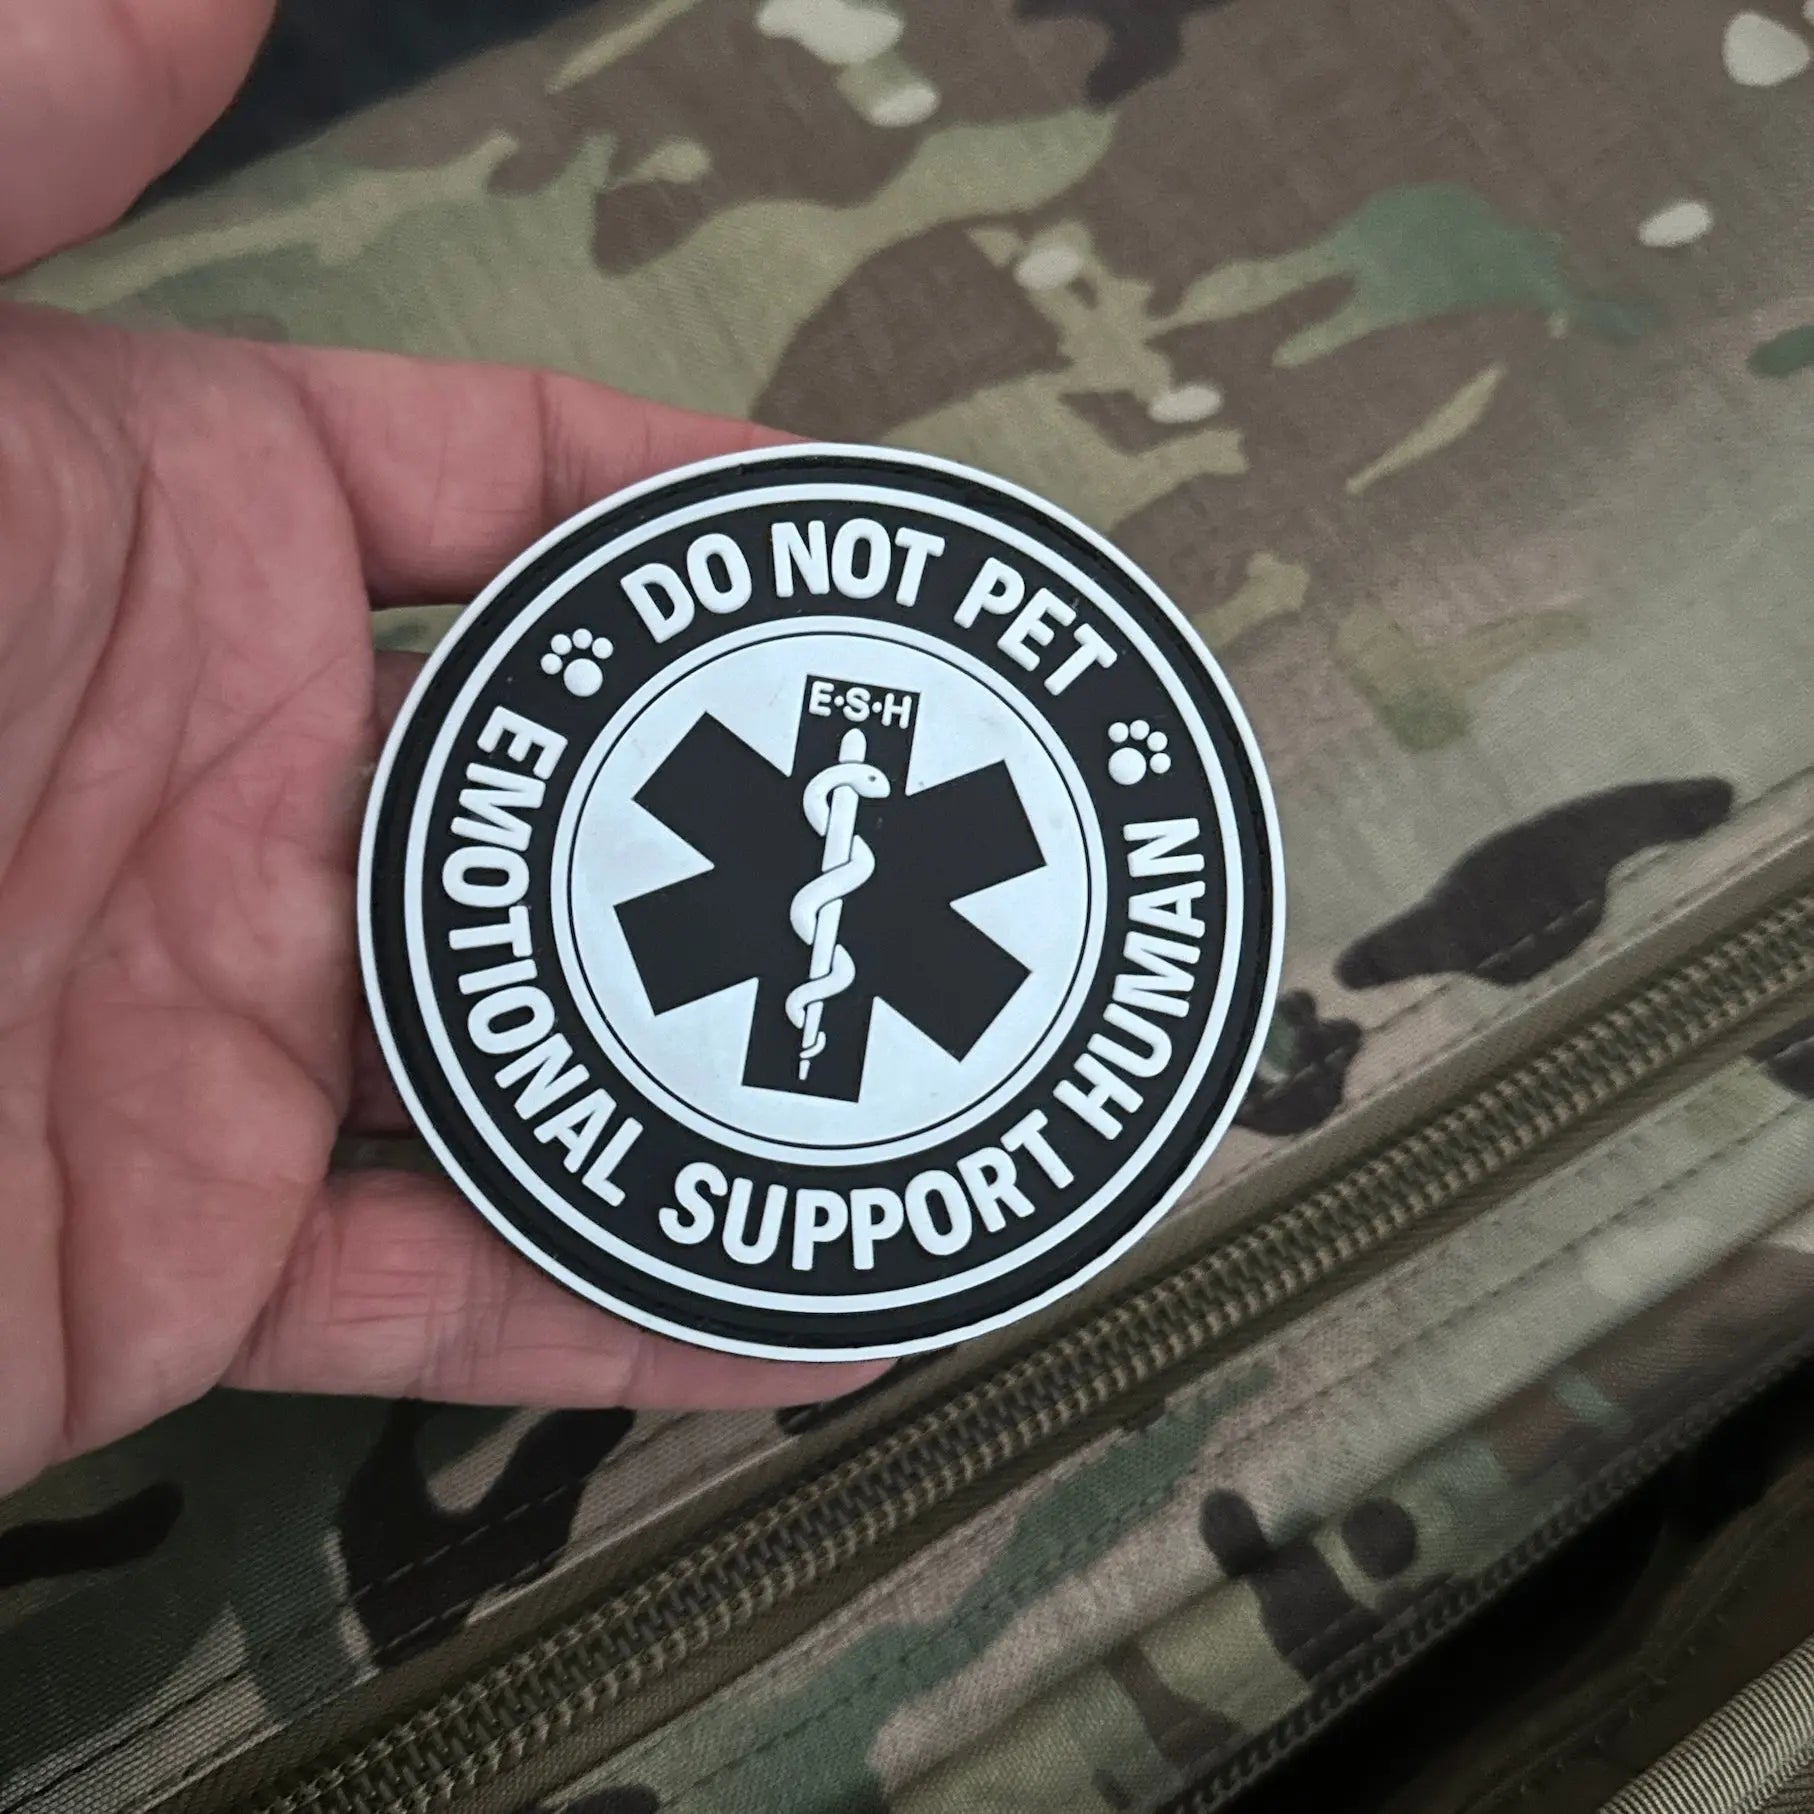 DO NOT PET
E·S·H
EMOTIONAL SUPPORT HUMAN